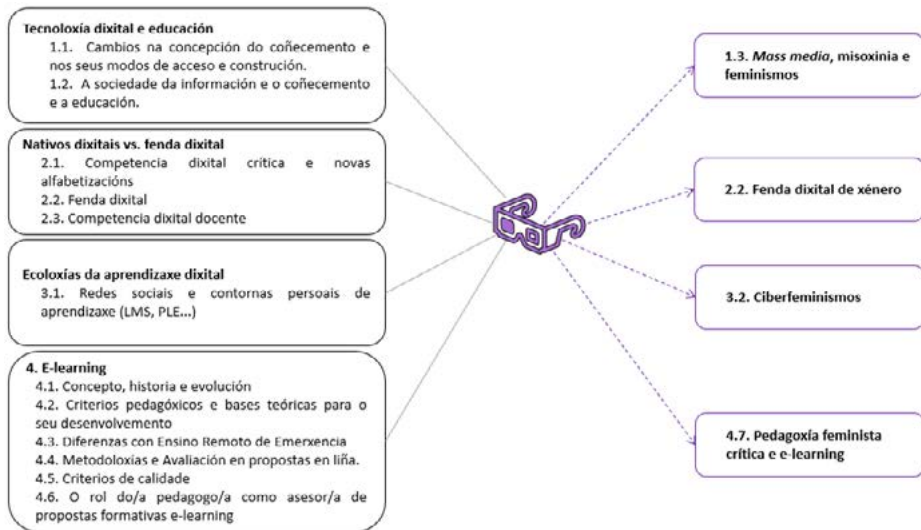 Tecnoloxía dixital e educación
1.1. Cambios na concepción do coñecemento e
nos seus modos de acceso e construción.
1.2. A sociedade da información e o coñecemento
e a educación.
Nativos dixitais vs. fenda dixital
2.1. Competencia dixital crítica e novas
alfabetizacións
2.2. Fenda dixital
2.3. Competencia dixital docente
Ecoloxías da aprendizaxe dixital
3.1. Redes sociais e contornas persoais de
aprendizaxe (LMS, PLE...)
4. E-learning
4.1. Concepto, historia e evolución
4.2. Criterios pedagóxicos e bases teóricas para o
seu desenvolvemento
4.3. Diferenzas con Ensino Remoto de Emerxencia
4.4. Metodoloxías e Avaliación en propostas en liña.
4.5. Criterios de calidade
4.6. O rol do/a pedagogo/a como asesor/a de
propostas formativas e-learning
1.3. Mass media, misoxinia e
feminismos
2.2. Fenda dixital de xénero
3.2. Ciberfeminismos
4.7. Pedagoxía feminista
crítica e e-learning